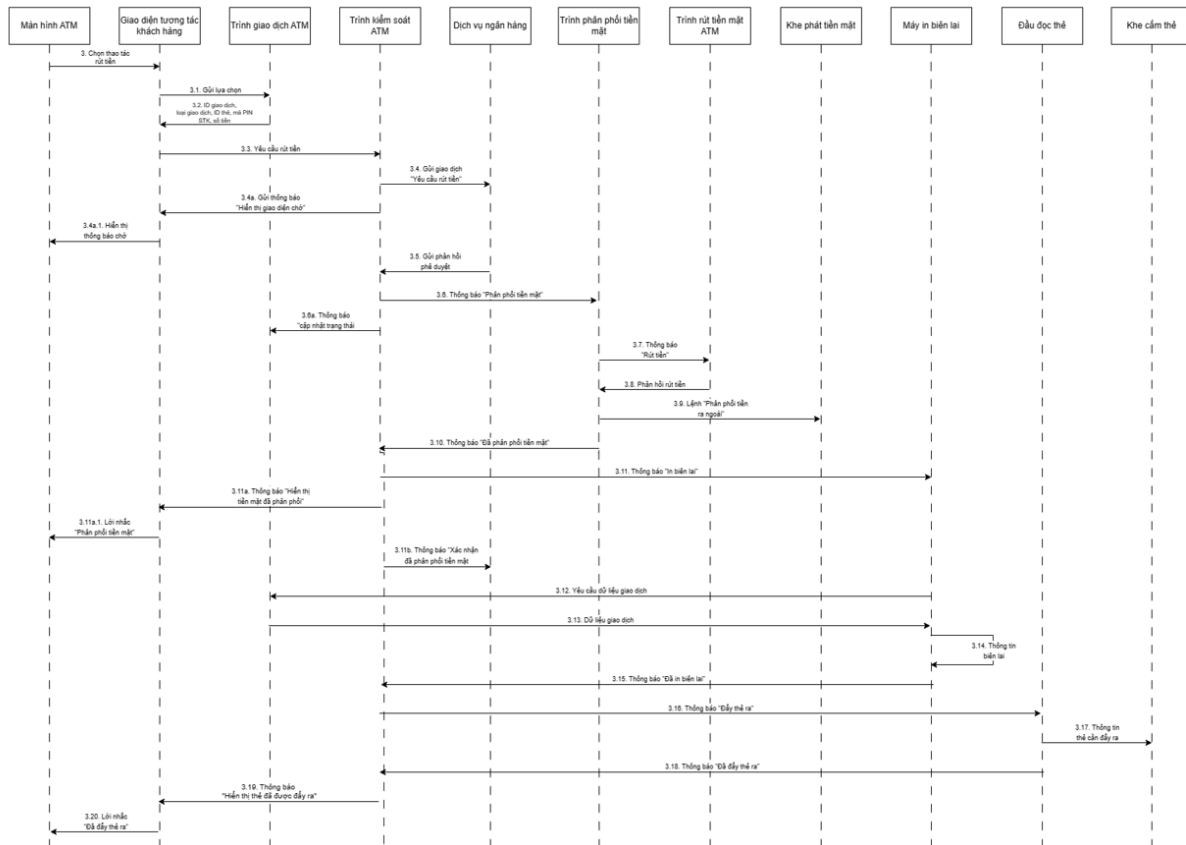 Màn hình ATM
Giao diện tương tác
khách hàng
Trình giao dịch ATM
Trình kiểm soát
ATM
Dịch vụ ngân hàng
Trình phân phối tiền
mặt
Trình rút tiền mặt
ATM
Khe phát tiền mặt
Máy in biên lai
Đầu đọc thẻ
Khe cắm thẻ
3. Chọn thao tác
rút tiền
3.1. Gửi lựa chọn
3.2. ID giao dịch,
loại giao dịch, ID thẻ, mã PIN
STK, số tiền
3.3. Yêu cầu rút tiền
3.4. Gửi giao dịch
"Yêu cầu rút tiền"
3.4a. Gửi thông báo
"Hiển thị giao diện chờ"
3.4a.1. Hiển thị
thông báo chờ
3.5. Gửi phản hồi
phê duyệt
3.6. Thông báo "Phân phối tiền mặt"
3.6a. Thông báo
"cập nhật trạng thái
3.7. Thông báo
"Rút tiền"
3.8. Phản hồi rút tiền
3.9. Lệnh "Phân phối tiền
ra ngoài"
3.10. Thông báo "Đã phân phối tiền mặt"
3.11. Thông báo "In biên lai"
3.11a. Thông báo "Hiển thị
tiền mặt đã phân phối"
3.11a.1. Lời nhắc
"Phân phối tiền mặt"
3.11b. Thông báo "Xác nhận
đã phân phối tiền mặt
3.12. Yêu cầu dữ liệu giao dịch
3.13. Dữ liệu giao dịch
3.14. Thông tin
biên lai
3.15. Thông báo "Đã in biên lai"
3.16. Thông báo "Đẩy thẻ ra"
3.17. Thông tin
thẻ cần đẩy ra
3.18. Thông báo "Đã đẩy thẻ ra"
3.19. Thông báo
"Hiển thị thẻ đã được đẩy ra"
3.20. Lời nhắc
"Đã đẩy thẻ ra"